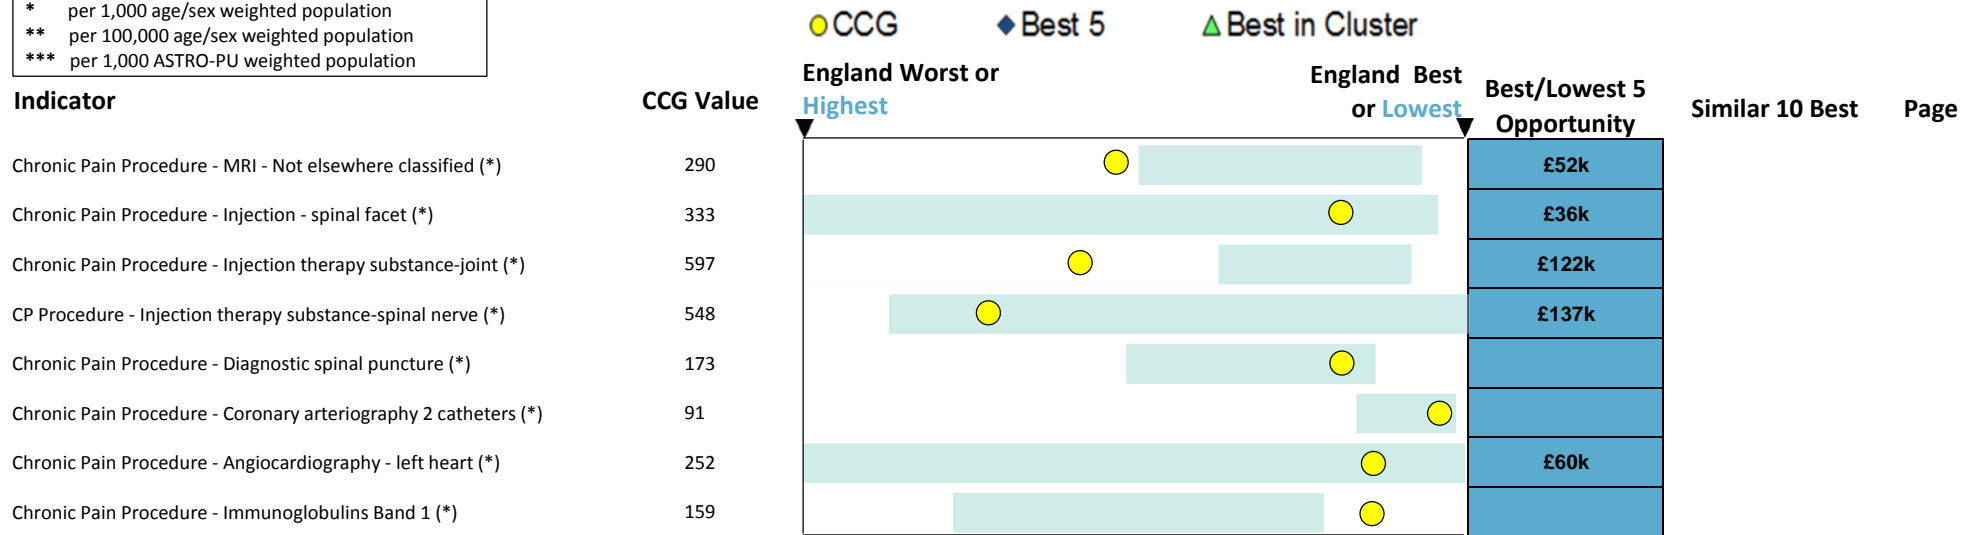 * per 1,000 age/sex weighted population
** per 100,000 age/sex weighted population
*** per 1,000 ASTRO-PU weighted population
CCG Best 5 Best in Cluster
Indicator CCG Value England Worst or Highest England Best or Lowest Best/Lowest 5 Opportunity Similar 10 Best Page
Chronic Pain Procedure - MRI - Not elsewhere classified (*) 290 £52k
Chronic Pain Procedure - Injection - spinal facet (*) 333 £36k
Chronic Pain Procedure - Injection therapy substance-joint (*) 597 £122k
CP Procedure - Injection therapy substance-spinal nerve (*) 548 £137k
Chronic Pain Procedure - Diagnostic spinal puncture (*) 173
Chronic Pain Procedure - Coronary arteriography 2 catheters (*) 91
Chronic Pain Procedure - Angiocardiography - left heart (*) 252 £60k
Chronic Pain Procedure - Immunoglobulins Band 1 (*) 159